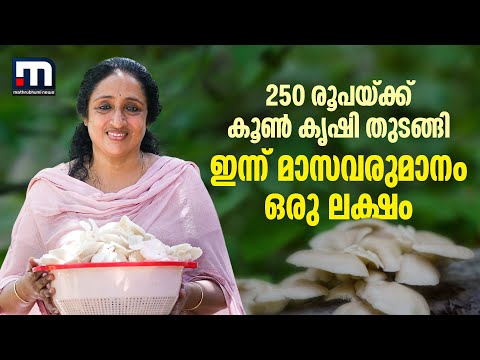 mathrubhumi news
250 രൂപയ്ക്ക്
കൂൺ കൃഷി തുടങ്ങി
ഇന്ന് മാസവരുമാനം
ഒരു ലക്ഷം